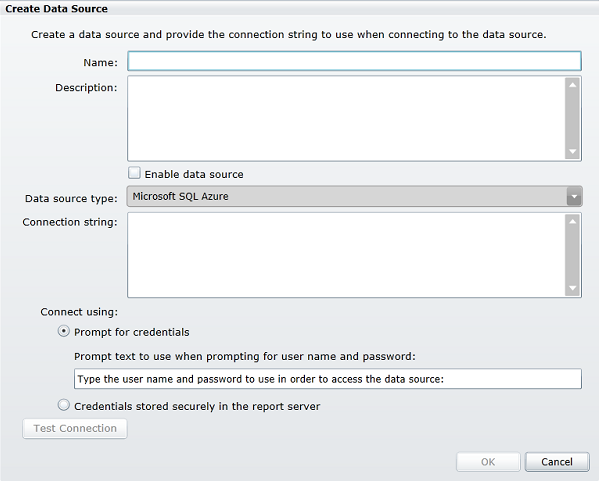 Create Data Source
Create a data source and provide the connection string to use when connecting to the data source.
Name:
Description:
Enable data source
Data source type: Microsoft SQL Azure
Connection string:
Connect using:
Prompt for credentials
Prompt text to use when prompting for user name and password:
Type the user name and password to use in order to access the data source:
Credentials stored securely in the report server
Test Connection
OK Cancel